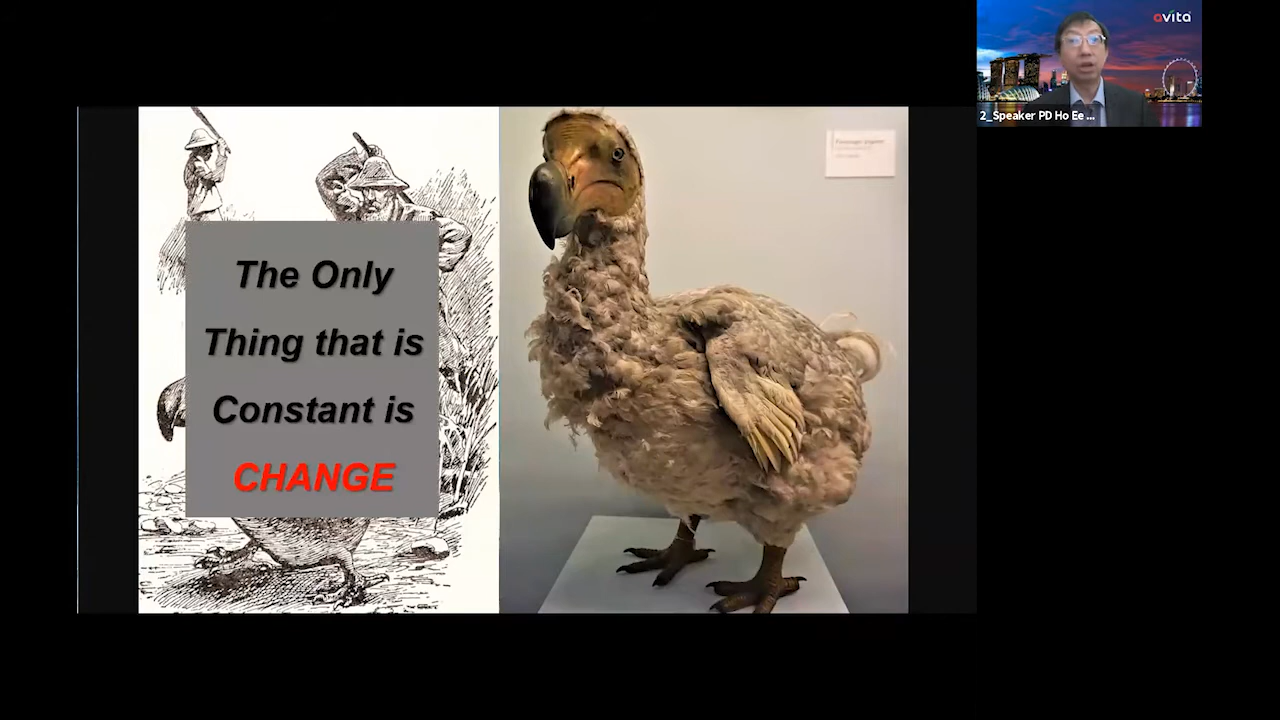 avita
2_Speaker PD Ho Ee ...
The Only
Thing that is
Constant is
CHANGE